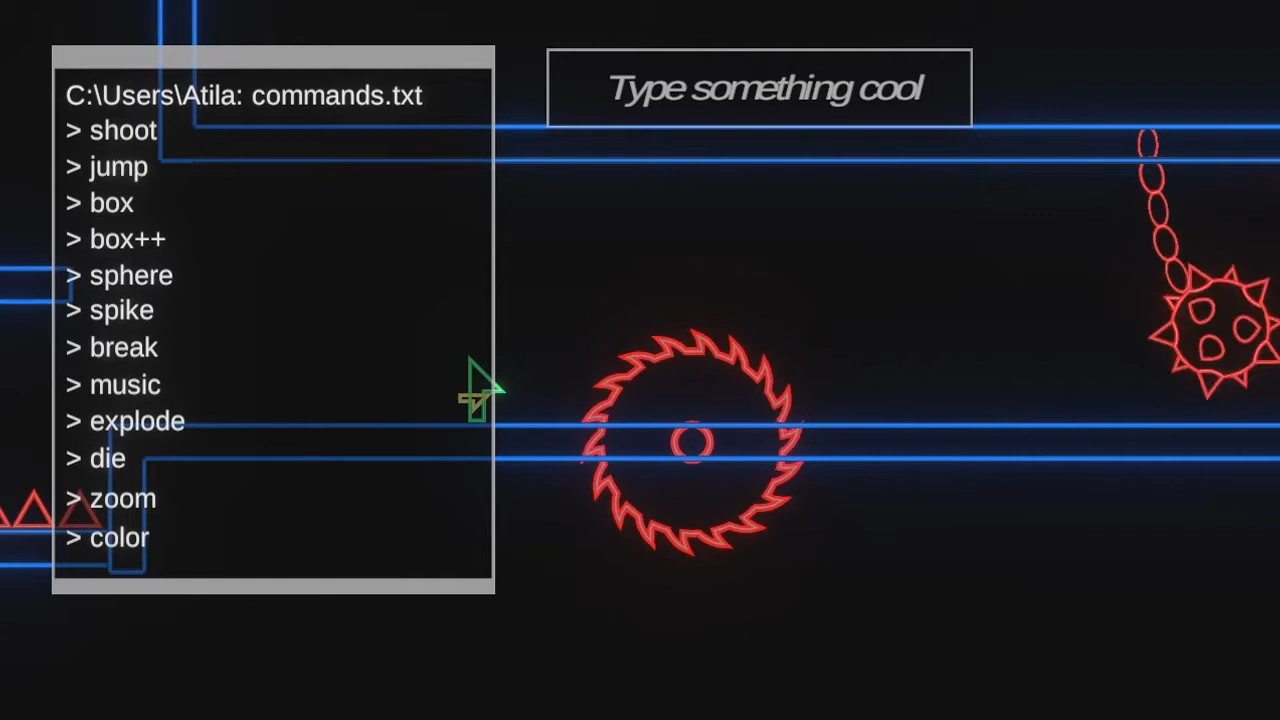 C:\Users\Atila: commands.txt
> shoot
> jump
> box
> box++
> sphere
> spike
> break
> music
> explode
> die
> zoom
> color
Type something cool